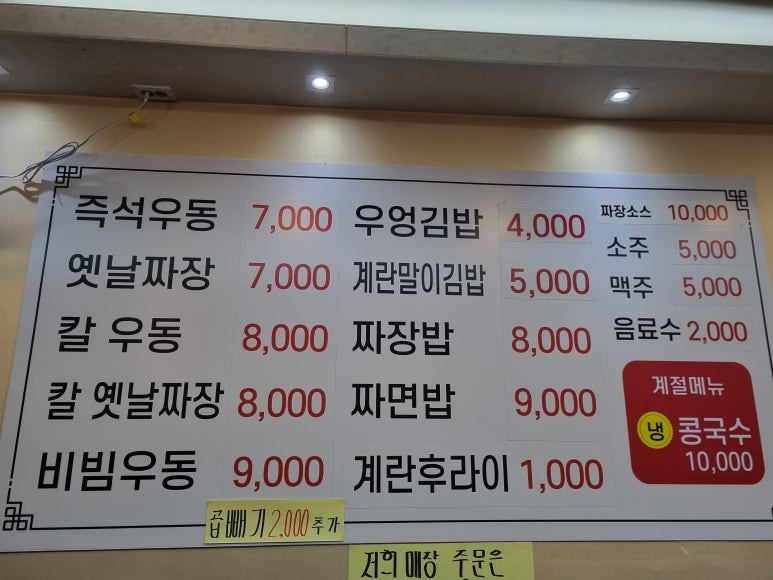 즉석우동 7,000
옛날짜장 7,000
칼 우동 8,000
칼 옛날짜장 8,000
비빔우동 9,000
곱빼기 2,000 추가
우엉김밥 4,000
계란말이김밥 5,000
짜장밥 8,000
짜면밥 9,000
계란후라이 1,000
짜장소스 10,000
소주 5,000
맥주 5,000
음료수 2,000
계절메뉴
냉 콩국수
10,000
저희 매장 주문은